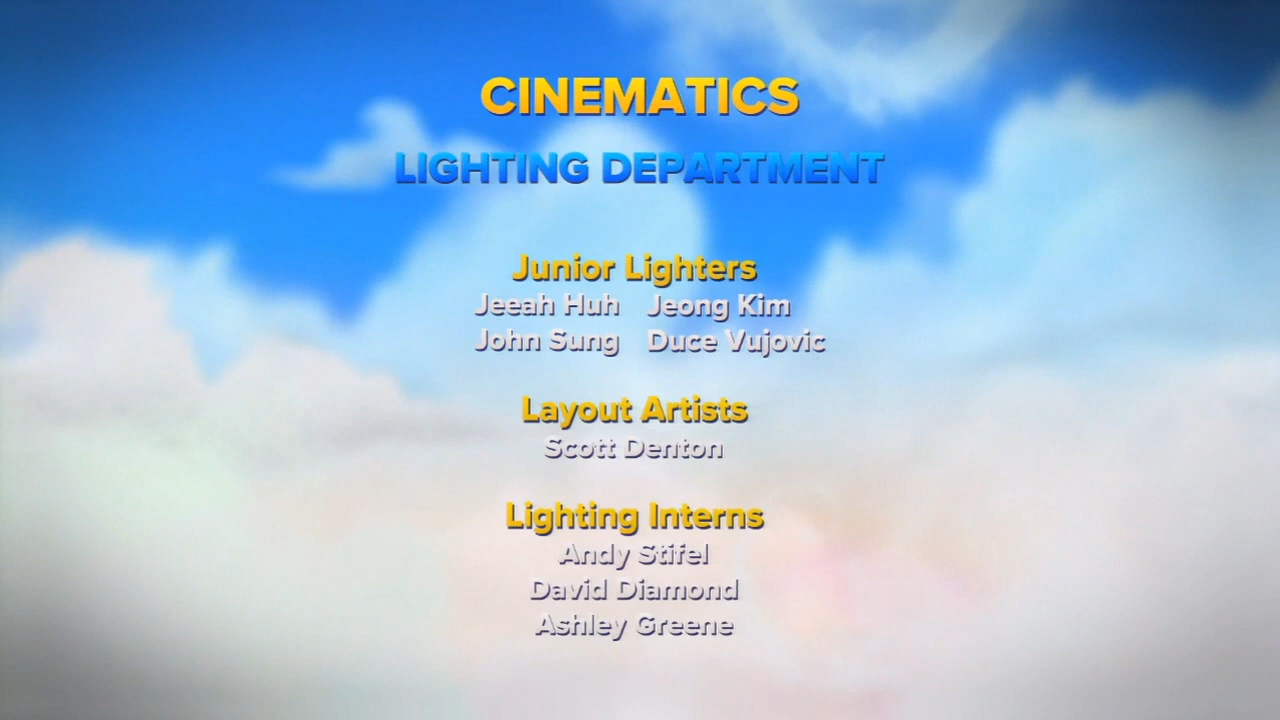 CINEMATICS
LIGHTING DEPARTMENT
Junior Lighters
Jeeah Huh Jeong Kim
John Sung Duce Vujovic
Layout Artists
Scott Denton
Lighting Interns
Andy Stifel
David Diamond
Ashley Greene